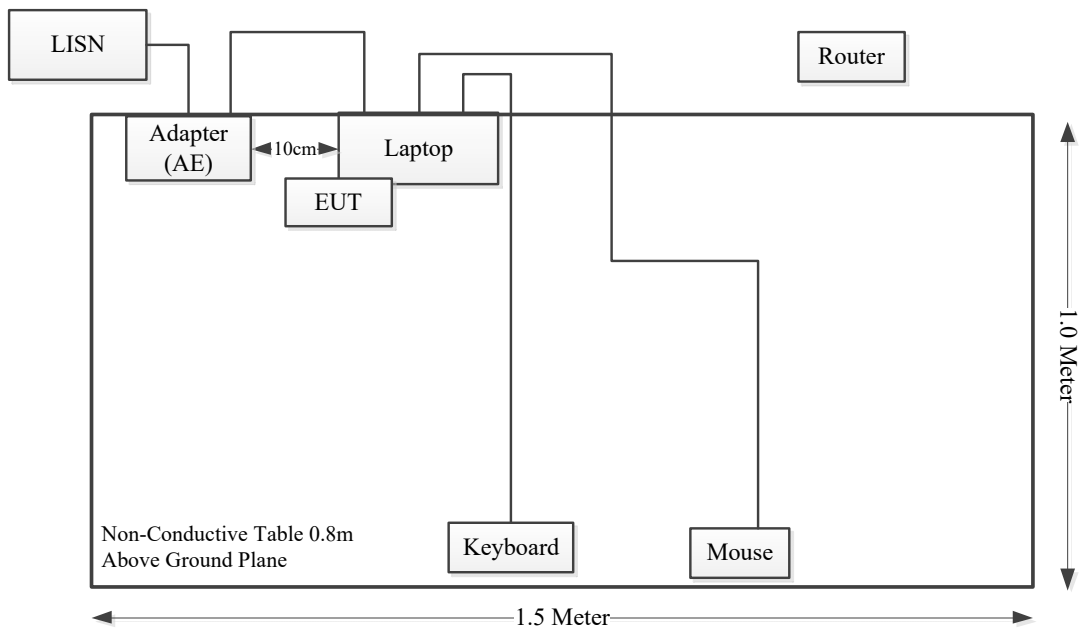 LISN
Router
Adapter
(AE)
10cm
Laptop
EUT
1.0 Meter
Non-Conductive Table 0.8m
Above Ground Plane
Keyboard
Mouse
1.5 Meter